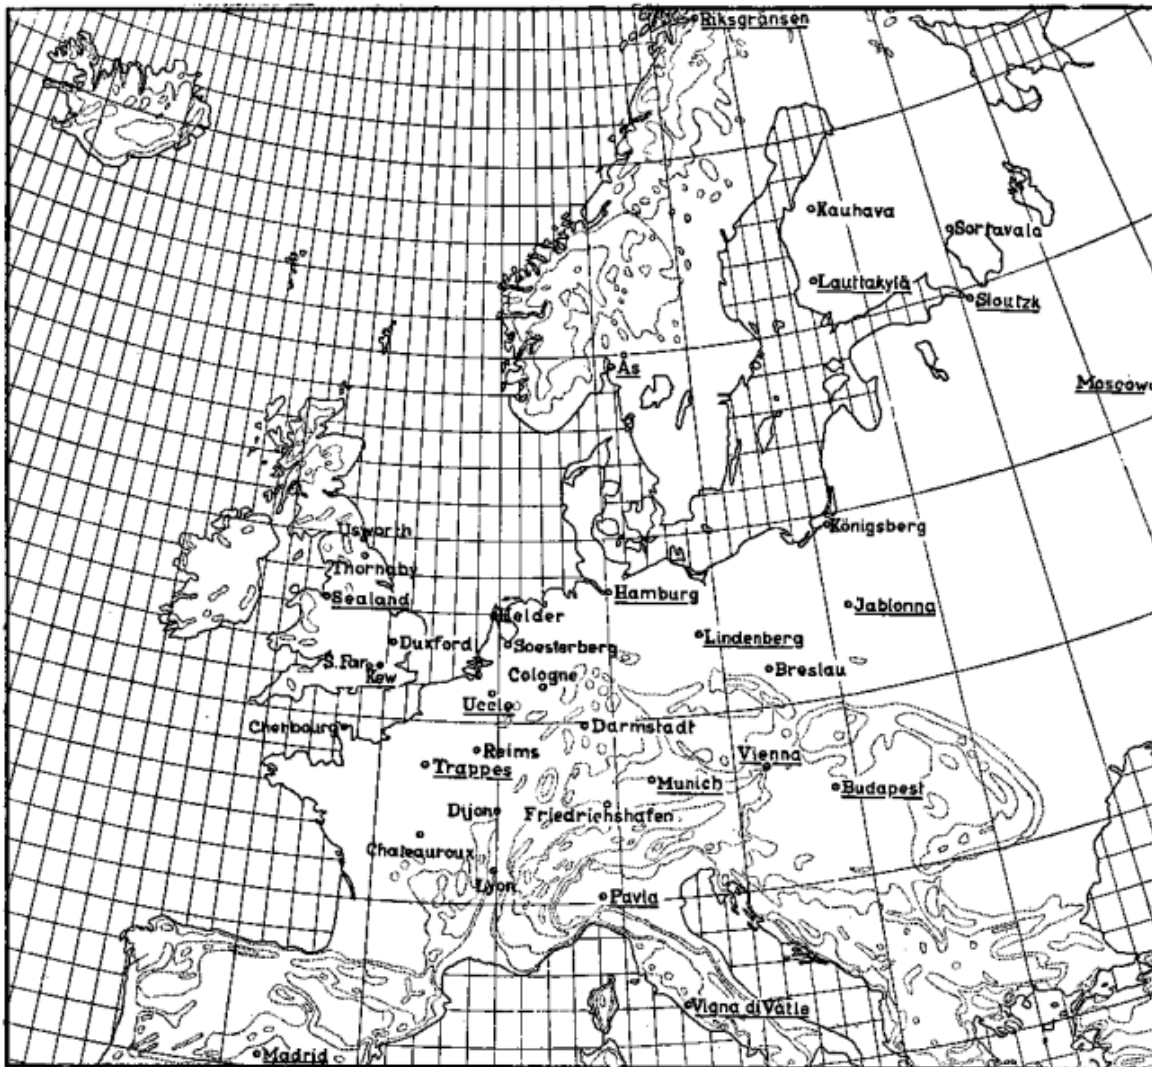 Riksgränsen
Kauhava
Sortavala
Lauttakylä
Sloutzk
Ås
Moscowa
Königsberg
Usworth
Thornaby
Sealand
Hamburg
Jablonna
Helder
Duxford
Soesterberg
Lindenberg
S. Far.
Kew
Cologne
Breslau
Uccle
Cherbourg
Darmstadt
Reims
Trappes
Vienna
Munich
Budapest
Dijon
Friedrichshafen
Chateauroux
Lyon
Pavia
Vigna di Valle
Madrid